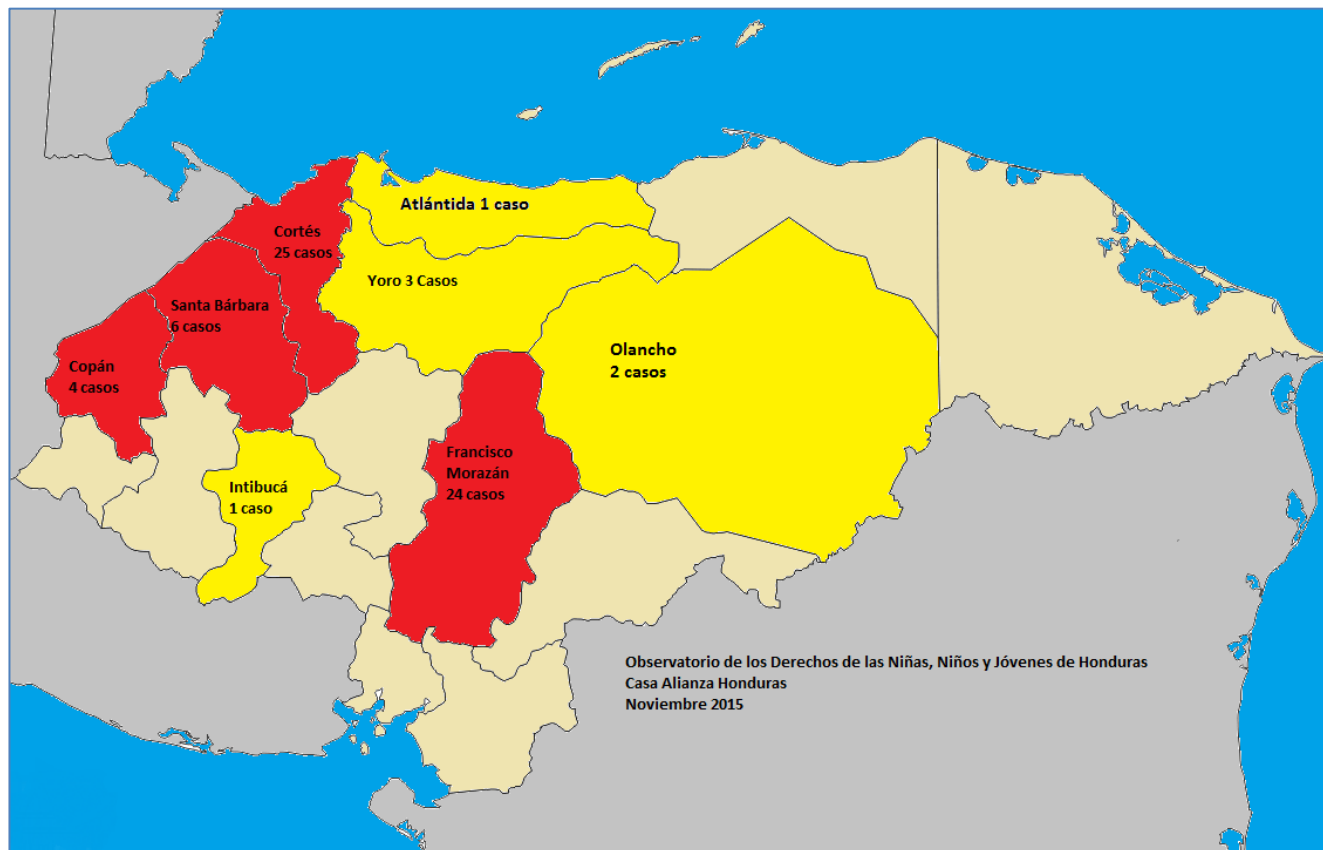 Atlántida 1 caso
Cortés
25 casos
Yoro 3 Casos
Santa Bárbara
6 casos
Olancho
2 casos
Copán
4 casos
Francisco
Morazán
24 casos
Intibucá
1 caso
Observatorio de los Derechos de las Niñas, Niños y Jóvenes de Honduras
Casa Alianza Honduras
Noviembre 2015